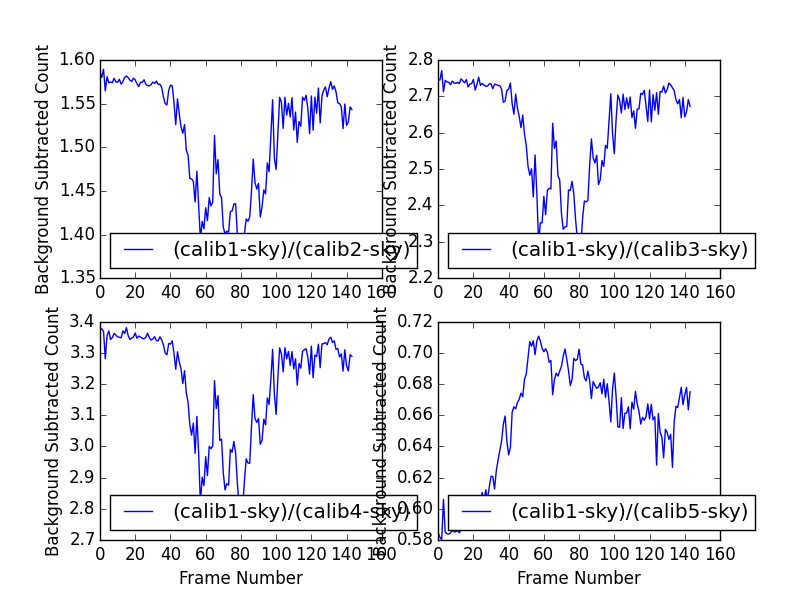 1.60
1.55
1.50
1.45
1.40
1.35
Background Subtracted Count
(calib1-sky)/(calib2-sky)
0 20 40 60 80 100 120 140 160
2.8
2.7
2.6
2.5
2.4
2.3
2.2
Background Subtracted Count
(calib1-sky)/(calib3-sky)
0 20 40 60 80 100 120 140 160
3.4
3.3
3.2
3.1
3.0
2.9
2.8
2.7
Background Subtracted Count
(calib1-sky)/(calib4-sky)
0 20 40 60 80 100 120 140 160
Frame Number
0.72
0.70
0.68
0.66
0.64
0.62
0.60
0.58
Background Subtracted Count
(calib1-sky)/(calib5-sky)
0 20 40 60 80 100 120 140 160
Frame Number